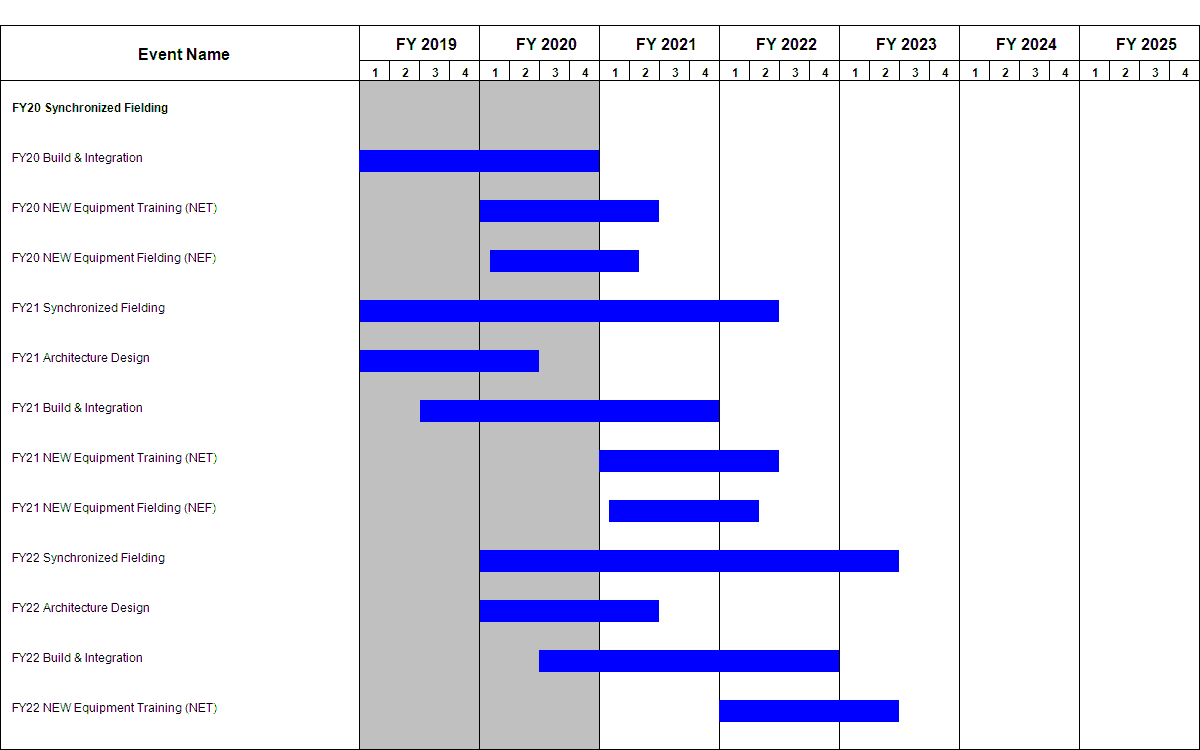 Event Name FY 2019 FY 2020 FY 2021 FY 2022 FY 2023 FY 2024 FY 2025
1 2 3 4 1 2 3 4 1 2 3 4 1 2 3 4 1 2 3 4 1 2 3 4 1 2 3 4
FY20 Synchronized Fielding
FY20 Build & Integration
FY20 NEW Equipment Training (NET)
FY20 NEW Equipment Fielding (NEF)
FY21 Synchronized Fielding
FY21 Architecture Design
FY21 Build & Integration
FY21 NEW Equipment Training (NET)
FY21 NEW Equipment Fielding (NEF)
FY22 Synchronized Fielding
FY22 Architecture Design
FY22 Build & Integration
FY22 NEW Equipment Training (NET)